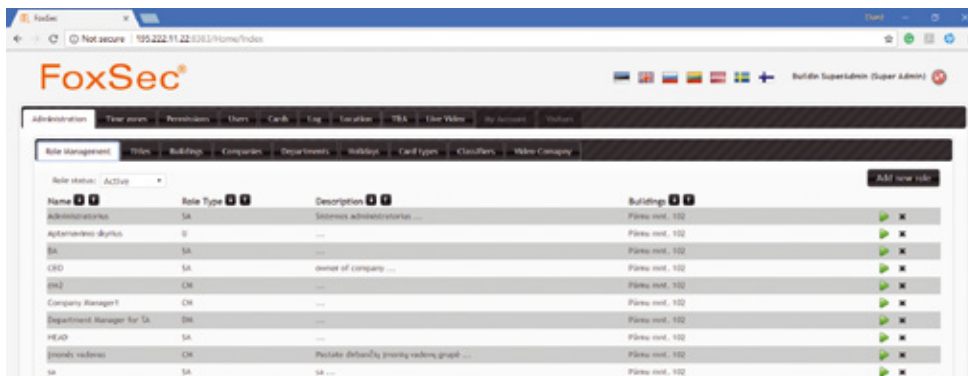 FoxSec
Not secure 195.222.11.22:8383/Home/Index
FoxSec®
Buildin SuperAdmin (Super Admin)
Administration Time zones Permissions Users Cards Log Location T&A Live Video My Account Visitors
Role Management Titles Buildings Companies Departments Holidays Card types Classifiers Video Comapny
Role status: Active Add new role
Name Role Type Description Buildings
Administratorius SA Sistemos administratorius ... Pärnu mnt. 102
Aptarnavimo skyrius ... Pärnu mnt. 102
BA SA ... Pärnu mnt. 102
CEO SA owner of company ... Pärnu mnt. 102
em2 CM ... Pärnu mnt. 102
Company Manager1 CM ... Pärnu mnt. 102
Department Manager for TA DM ... Pärnu mnt. 102
HEAD SA ... Pärnu mnt. 102
Įmonės vadovas CM Pastate dirbančių įmonių vadovų grupė ... Pärnu mnt. 102
sa SA sa ... Pärnu mnt. 102